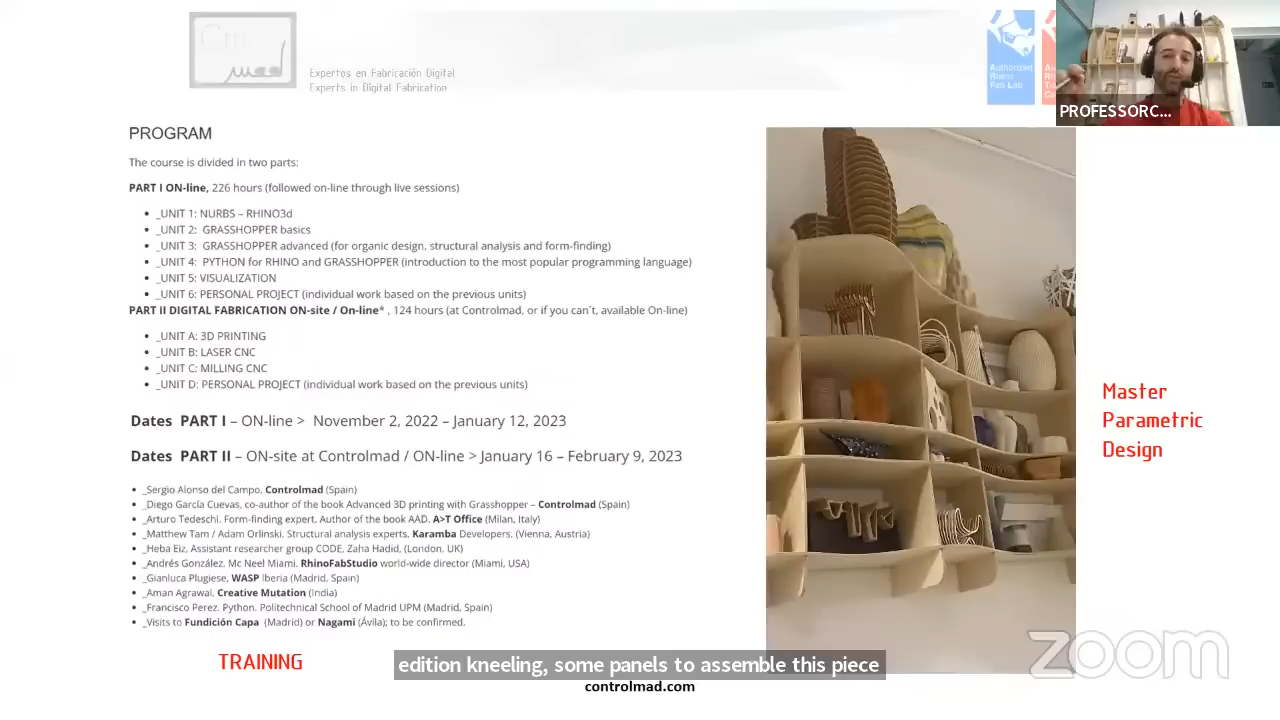 Expertos en Fabricación Digital
Experts in Digital Fabrication
Authorized
Rhino
Fab Lab
PROFESSORC...
PROGRAM
The course is divided in two parts:
PART I ON-line, 226 hours (followed on-line through live sessions)
• _UNIT 1: NURBS – RHINO3d
• _UNIT 2: GRASSHOPPER basics
• _UNIT 3: GRASSHOPPER advanced (for organic design, structural analysis and form-finding)
• _UNIT 4: PYTHON for RHINO and GRASSHOPPER (introduction to the most popular programming language)
• _UNIT 5: VISUALIZATION
• _UNIT 6: PERSONAL PROJECT (individual work based on the previous units)
PART II DIGITAL FABRICATION ON-site / On-line* , 124 hours (at Controlmad, or if you can´t, available On-line)
• _UNIT A: 3D PRINTING
• _UNIT B: LASER CNC
• _UNIT C: MILLING CNC
• _UNIT D: PERSONAL PROJECT (individual work based on the previous units)
Dates PART I – ON-line > November 2, 2022 – January 12, 2023
Dates PART II – ON-site at Controlmad / ON-line > January 16 – February 9, 2023
• _Sergio Alonso del Campo. Controlmad (Spain)
• _Diego García Cuevas, co-author of the book Advanced 3D printing with Grasshopper – Controlmad (Spain)
• _Arturo Tedeschi. Form-finding expert. Author of the book AAD. A>T Office (Milan, Italy)
• _Matthew Tam / Adam Orlinski. Structural analysis experts. Karamba Developers. (Vienna, Austria)
• _Heba Eiz, Assistant researcher group CODE, Zaha Hadid, (London, UK)
• _Andrés González. Mc Neel Miami. RhinoFabStudio world-wide director (Miami, USA)
• _Gianluca Plugiese, WASP Iberia (Madrid, Spain)
• _Aman Agrawal, Creative Mutation (India)
• _Francisco Perez. Python. Politechnical School of Madrid UPM (Madrid, Spain)
• _Visits to Fundición Capa (Madrid) or Nagami (Ávila); to be confirmed.
Master
Parametric
Design
TRAINING
edition kneeling, some panels to assemble this piece
controlmad.com
zoom